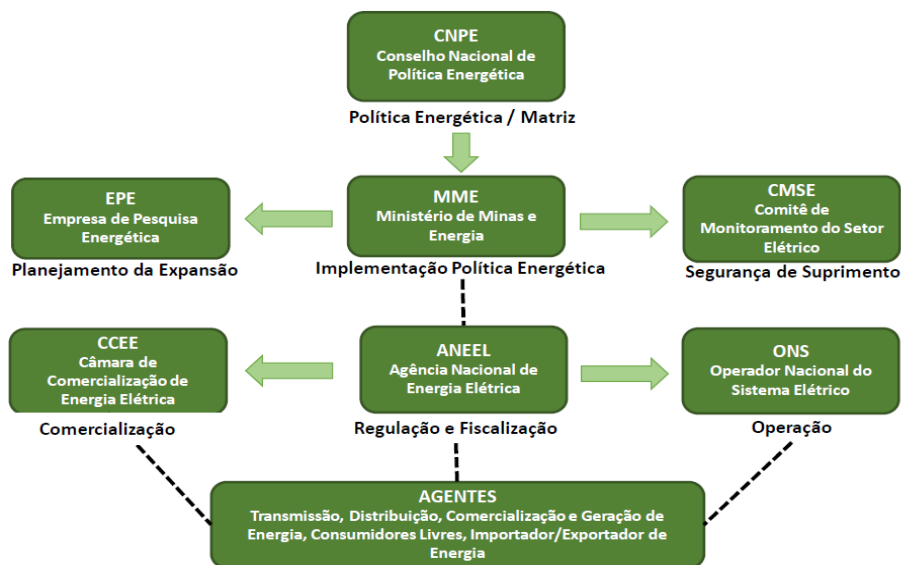 CNPE
Conselho Nacional de
Política Energética
Política Energética / Matriz
EPE
Empresa de Pesquisa
Energética
Planejamento da Expansão
MME
Ministério de Minas e
Energia
Implementação Política Energética
CMSE
Comitê de
Monitoramento do Setor
Elétrico
Segurança de Suprimento
CCEE
Câmara de
Comercialização de
Energia Elétrica
Comercialização
ANEEL
Agência Nacional de
Energia Elétrica
Regulação e Fiscalização
ONS
Operador Nacional do
Sistema Elétrico
Operação
AGENTES
Transmissão, Distribuição, Comercialização e Geração de
Energia, Consumidores Livres, Importador/Exportador de
Energia